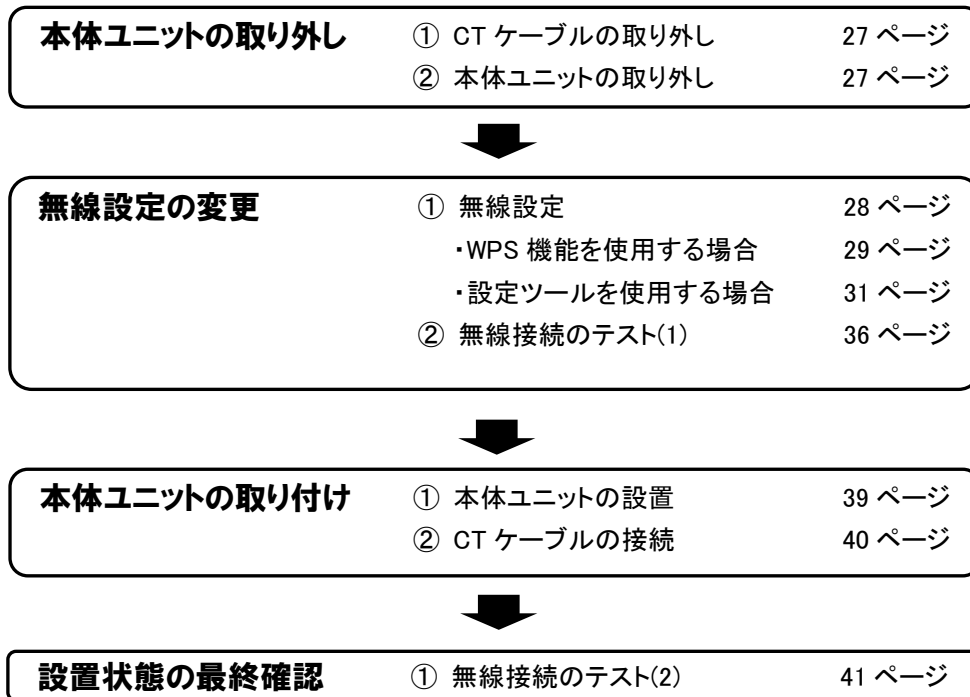 本体ユニットの取り外し ① CT ケーブルの取り外し 27 ページ
② 本体ユニットの取り外し 27 ページ
無線設定の変更 ① 無線設定 28 ページ
・WPS 機能を使用する場合 29 ページ
・設定ツールを使用する場合 31 ページ
② 無線接続のテスト(1) 36 ページ
本体ユニットの取り付け ① 本体ユニットの設置 39 ページ
② CT ケーブルの接続 40 ページ
設置状態の最終確認 ① 無線接続のテスト(2) 41 ページ